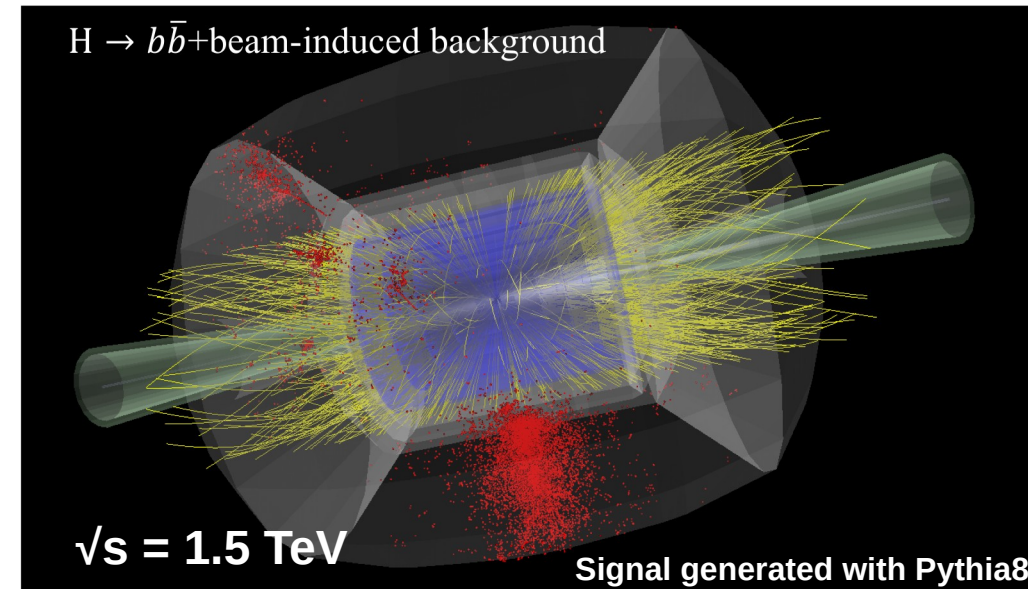 H → bb̄+beam-induced background
√s = 1.5 TeV
Signal generated with Pythia8